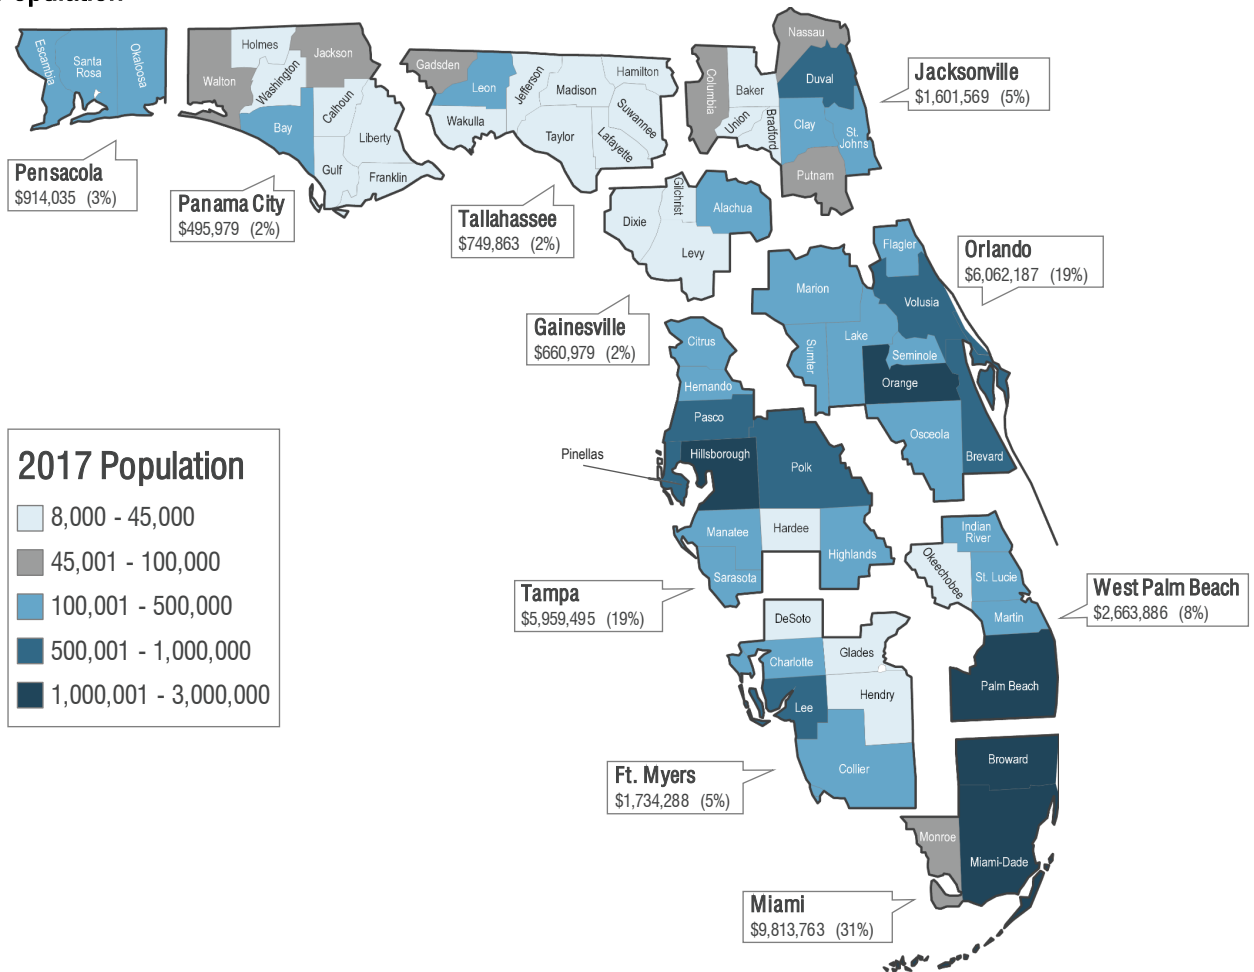 Escambia
Santa
Rosa
Okaloosa
Pensacola
$914,035 (3%)
Holmes
Jackson
Walton
Washington
Bay
Calhoun
Liberty
Gulf
Franklin
Panama City
$495,979 (2%)
Gadsden
Leon
Jefferson
Madison
Hamilton
Wakulla
Taylor
Suwannee
Lafayette
Tallahassee
$749,863 (2%)
Nassau
Columbia
Baker
Duval
Union
Bradford
Clay
St.
Johns
Putnam
Jacksonville
$1,601,569 (5%)
Dixie
Gilchrist
Alachua
Levy
Gainesville
$660,979 (2%)
Flagler
Marion
Volusia
Lake
Sumter
Seminole
Orange
Osceola
Brevard
Orlando
$6,062,187 (19%)
Citrus
Hernando
Pasco
Pinellas
Hillsborough
Polk
Manatee
Hardee
Highlands
Sarasota
Tampa
$5,959,495 (19%)
Indian
River
Okeechobee
St. Lucie
Martin
Palm Beach
West Palm Beach
$2,663,886 (8%)
DeSoto
Charlotte
Glades
Lee
Hendry
Collier
Ft. Myers
$1,734,288 (5%)
Broward
Monroe
Miami-Dade
Miami
$9,813,763 (31%)
2017 Population
8,000 - 45,000
45,001 - 100,000
100,001 - 500,000
500,001 - 1,000,000
1,000,001 - 3,000,000